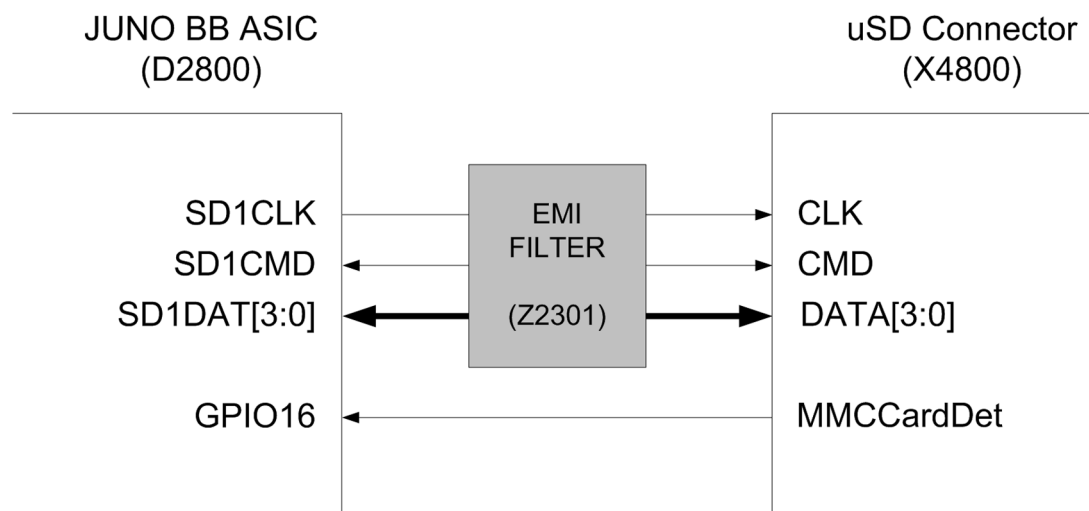 JUNO BB ASIC
(D2800)
uSD Connector
(X4800)
SD1CLK
SD1CMD
SD1DAT[3:0]
GPIO16
EMI
FILTER
(Z2301)
CLK
CMD
DATA[3:0]
MMCCardDet